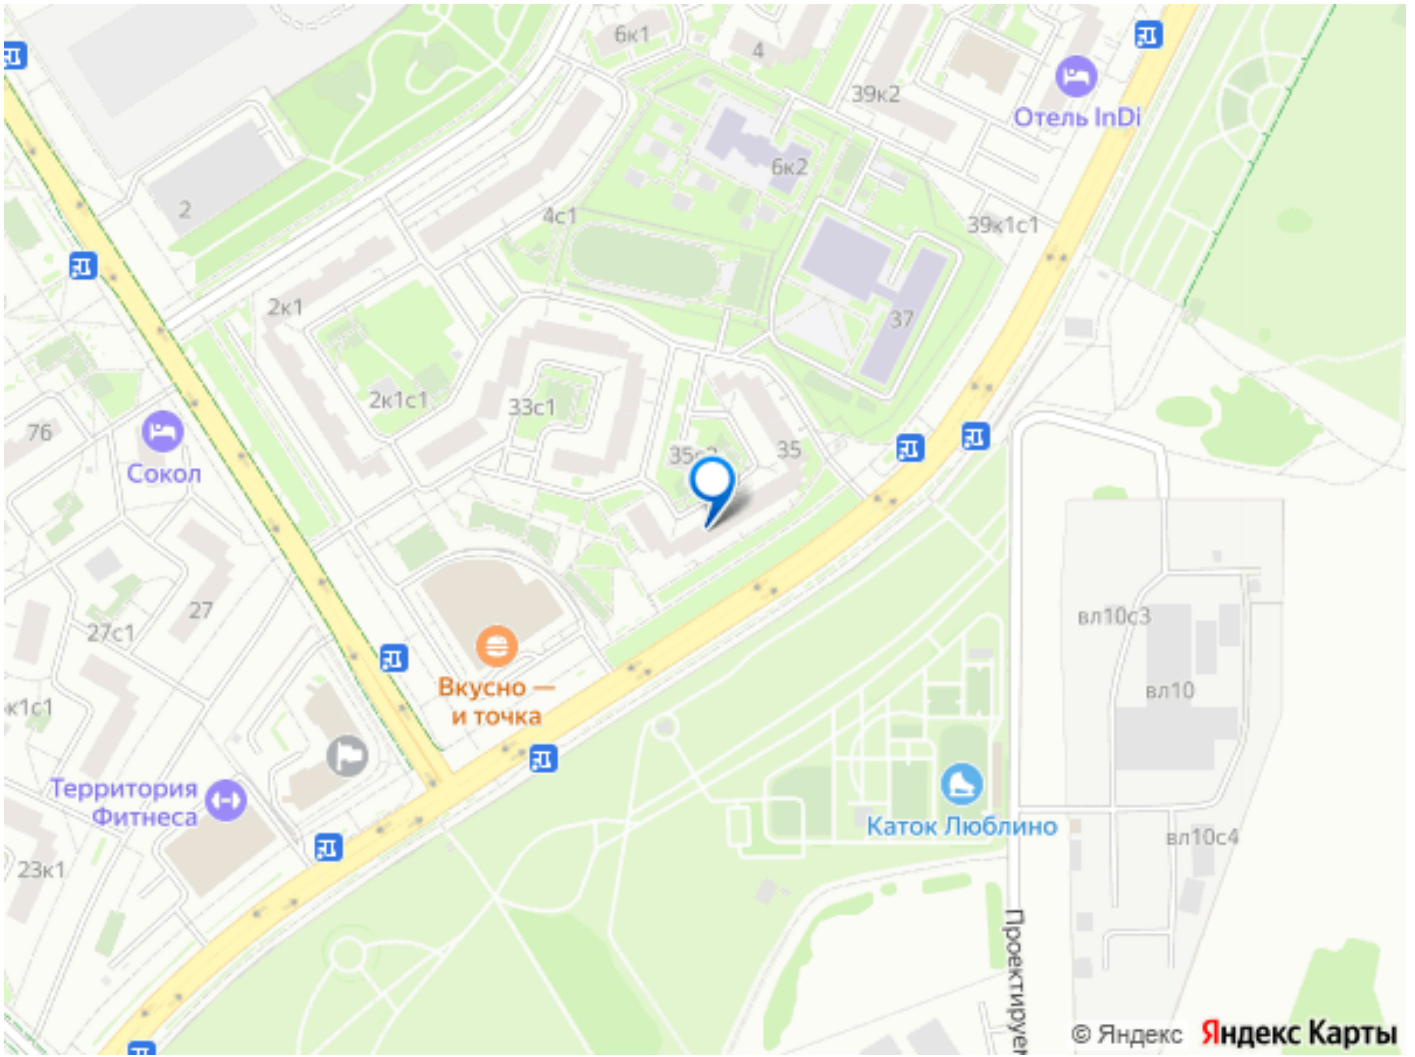 6к1
4
39к2
Отель InDi
6к2
2
4с1
39к1с1
2к1
37
2к1с1
33с1
76
35
Сокол
27
27с1
вл10с3
Вкусно —
и точка
вл10
к1с1
Территория
Фитнеса
Каток Люблино
вл10с4
23к1
Проектируем
© Яндекс
Яндекс Карты